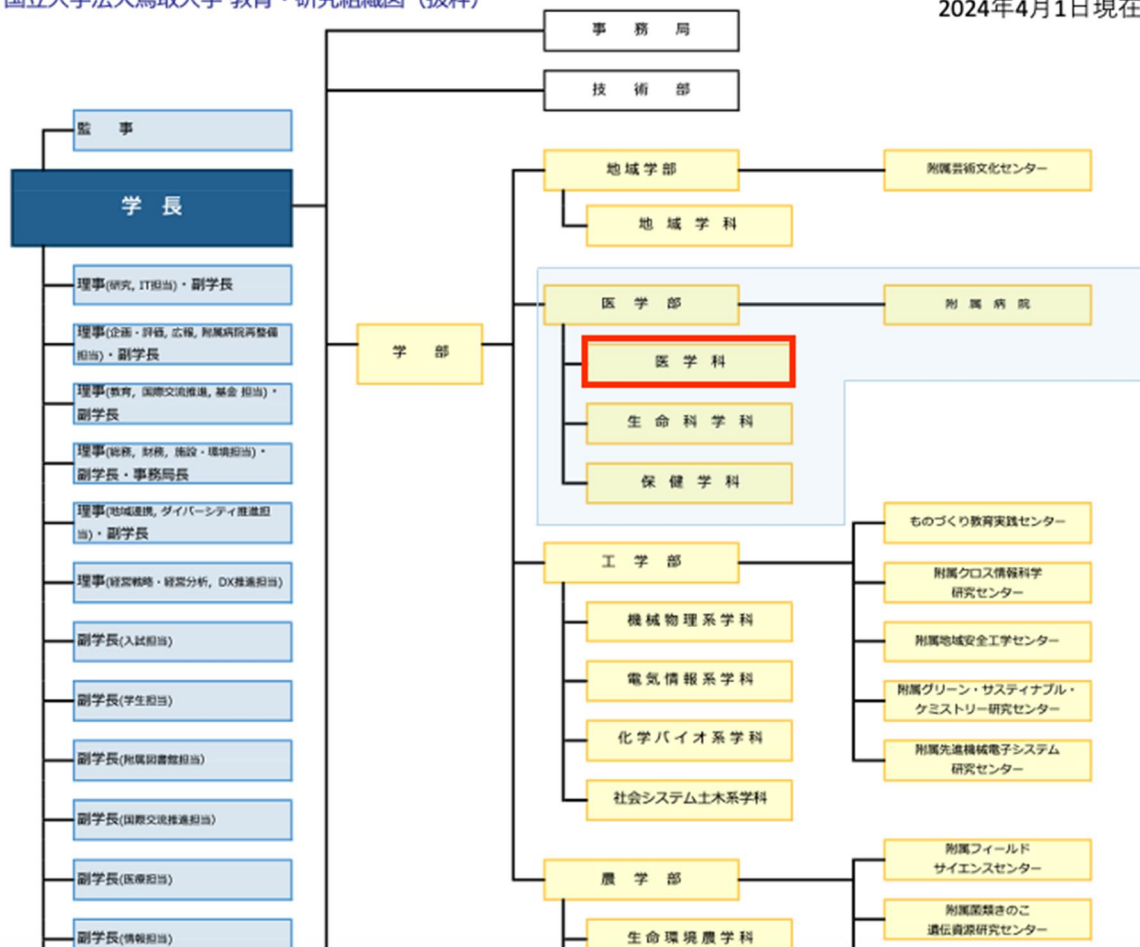 国立大学法人鳥取大学 教育・研究組織図（抜粋）
2024年4月1日現在
事務局
技術部
監事
学長
理事(研究, IT担当)・副学長
理事(企画・評価, 広報, 附属病院再整備
担当)・副学長
理事(教育, 国際交流推進, 基金 担当)・
副学長
理事(総務, 財務, 施設・環境担当)・
副学長・事務局長
理事(地域連携, ダイバーシティ推進担
当)・副学長
理事(経営戦略・経営分析, DX推進担当)
副学長(入試担当)
副学長(学生担当)
副学長(附属図書館担当)
副学長(国際交流推進担当)
副学長(医療担当)
副学長(情報担当)
学部
地域学部
附属芸術文化センター
地域学科
医学部
附属病院
医学科
生命科学科
保健学科
工学部
機械物理系学科
電気情報系学科
化学バイオ系学科
社会システム土木系学科
ものづくり教育実践センター
附属クロス情報科学
研究センター
附属地域安全工学センター
附属グリーン・サスティナブル・
ケミストリー研究センター
附属先進機械電子システム
研究センター
農学部
生命環境農学科
附属フィールド
サイエンスセンター
附属菌類きのこ
遺伝資源研究センター